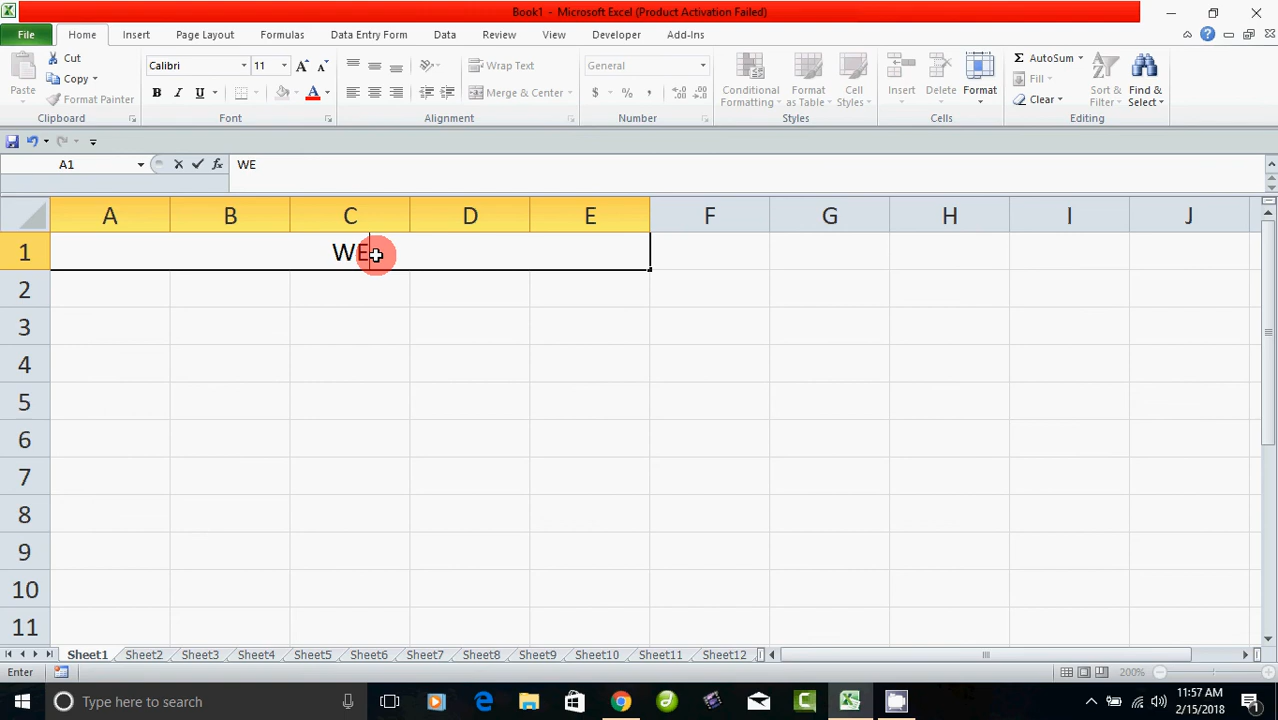 Book1 - Microsoft Excel (Product Activation Failed)
File Home Insert Page Layout Formulas Data Entry Form Data Review View Developer Add-Ins
Paste Cut Copy Format Painter Clipboard
Calibri 11 B I U A Font
Wrap Text Merge & Center Alignment
General $ % , Number
Conditional Formatting Format as Table Cell Styles Styles
Insert Delete Format Cells
AutoSum Fill Clear Sort & Filter Find & Select Editing
A1 fx WE
A B C D E F G H I J
1 WE
2
3
4
5
6
7
8
9
10
11
Sheet1 Sheet2 Sheet3 Sheet4 Sheet5 Sheet6 Sheet7 Sheet8 Sheet9 Sheet10 Sheet11 Sheet12
Enter 200%
Type here to search 11:57 AM
2/15/2018